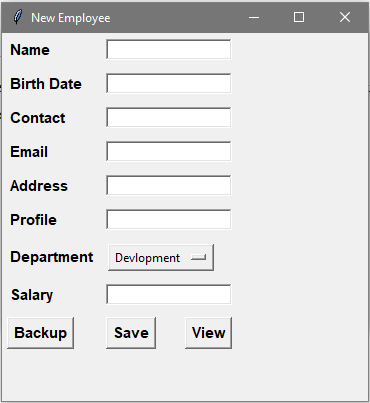 New Employee
Name
Birth Date
Contact
Email
Address
Profile
Department Devlopment
Salary
Backup Save View